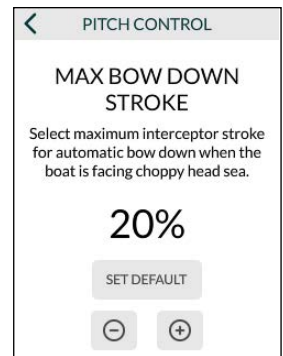 PITCH CONTROL
MAX BOW DOWN
STROKE
Select maximum interceptor stroke
for automatic bow down when the
boat is facing choppy head sea.
20%
SET DEFAULT